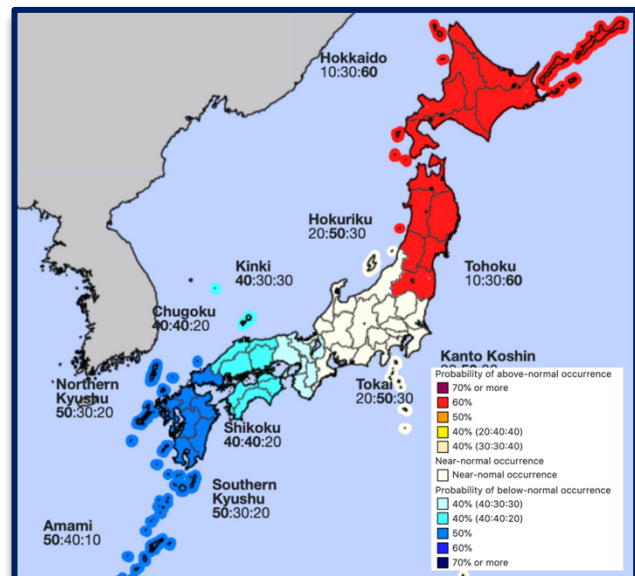 Hokkaido
10:30:60
Hokuriku
20:50:30
Kinki
40:30:30
Tohoku
10:30:60
Chugoku
40:40:20
Kanto Koshin
Northern
Kyushu
50:30:20
Tokai
20:50:30
Shikoku
40:40:20
Southern
Kyushu
50:30:20
Amami
50:40:10
Probability of above-normal occurrence
70% or more
60%
50%
40% (20:40:40)
40% (30:30:40)
Near-normal occurrence
Near-nomal occurrence
Probability of below-normal occurrence
40% (40:30:30)
40% (40:40:20)
50%
60%
70% or more